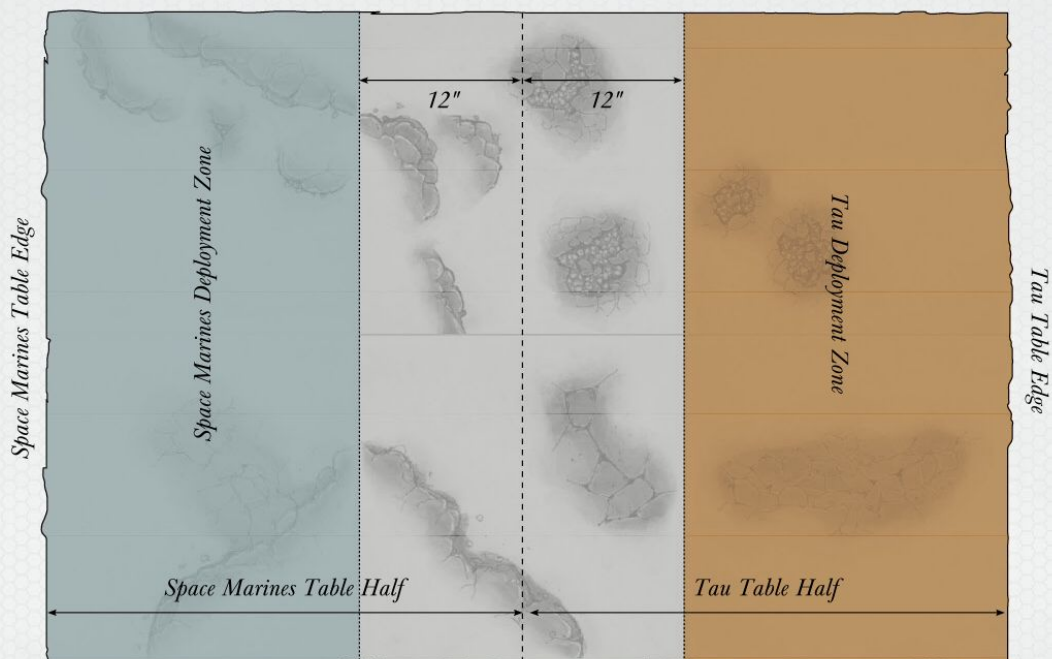 12"
12"
Space Marines Table Edge
Space Marines Deployment Zone
Tau Deployment Zone
Tau Table Edge
Space Marines Table Half
Tau Table Half